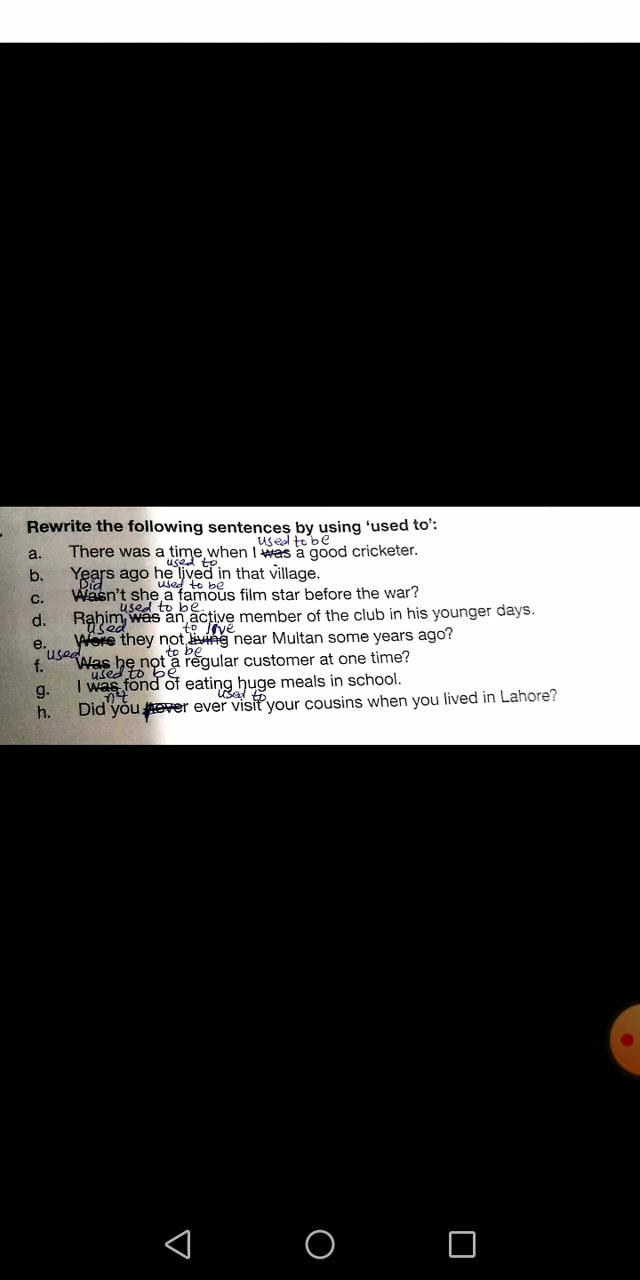 Rewrite the following sentences by using ‘used to’:
used to be
a. There was a time when I was a good cricketer.
used to
b. Years ago he lived in that village.
Did used to be
c. Wasn't she a famous film star before the war?
used to be
d. Rahim was an active member of the club in his younger days.
used to live
e. Were they not living near Multan some years ago?
used to be
f. Was he not a regular customer at one time?
used to be
g. I was fond of eating huge meals in school.
n't used to
h. Did you never ever visit your cousins when you lived in Lahore?